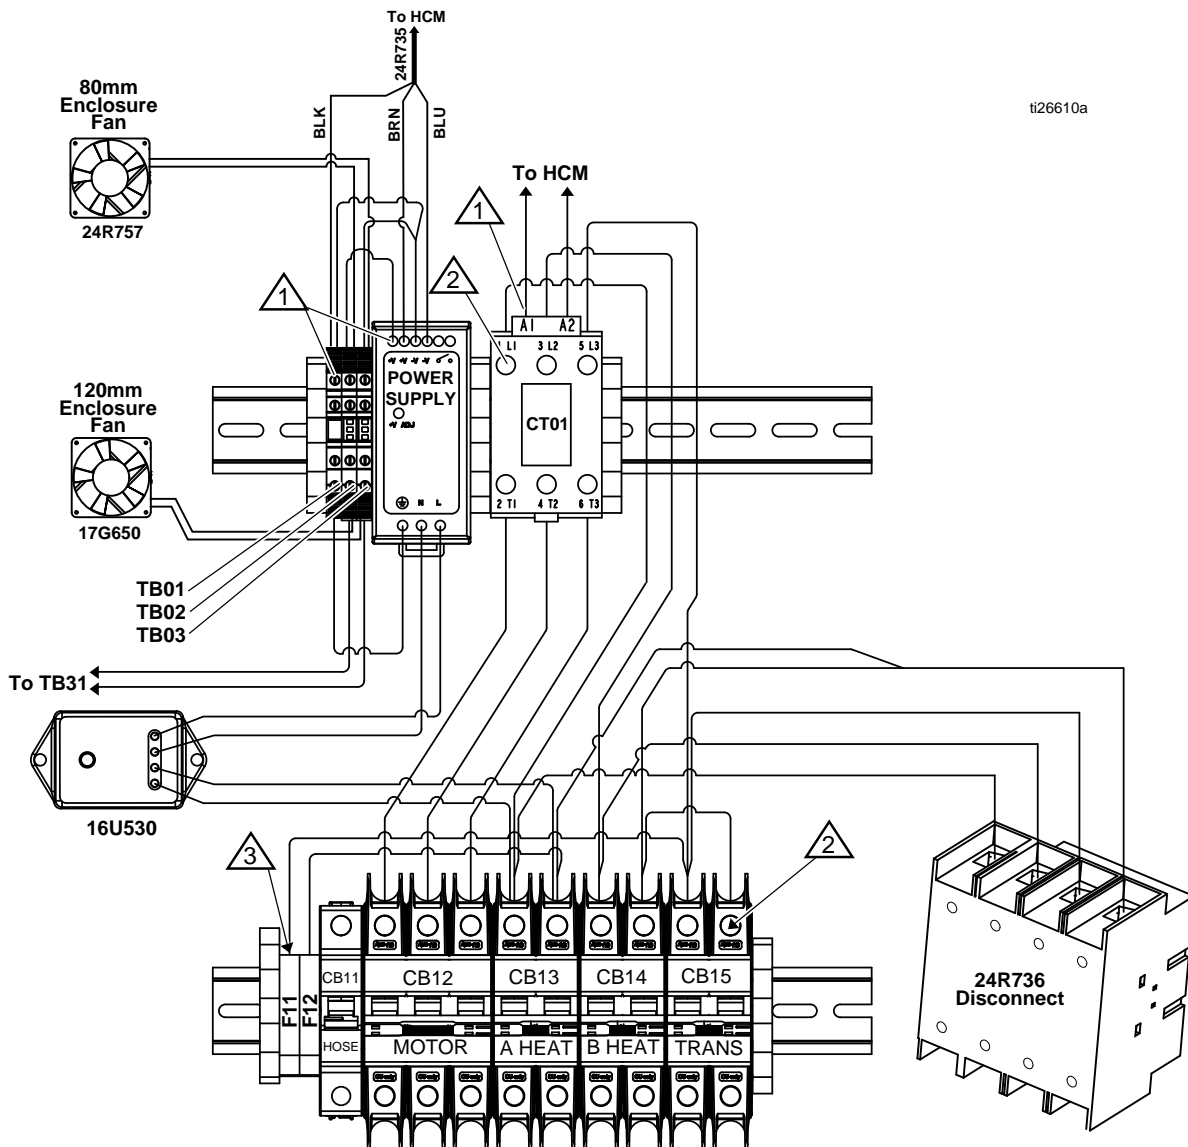 To HCM
24R735
ti26610a
80mm
Enclosure
Fan
BLK
BRN
BLU
To HCM
24R757
1
2
1
A1
A2
1 L1
3 L2
5 L3
+V
+V
-V
-V
POWER
SUPPLY
+V ADJ
CT01
120mm
Enclosure
Fan
N
L
2 T1
4 T2
6 T3
17G650
TB01
TB02
TB03
To TB31
16U530
3
2
F11
F12
CB11
CB12
CB13
CB14
CB15
HOSE
MOTOR
A HEAT
B HEAT
TRANS
24R736
Disconnect